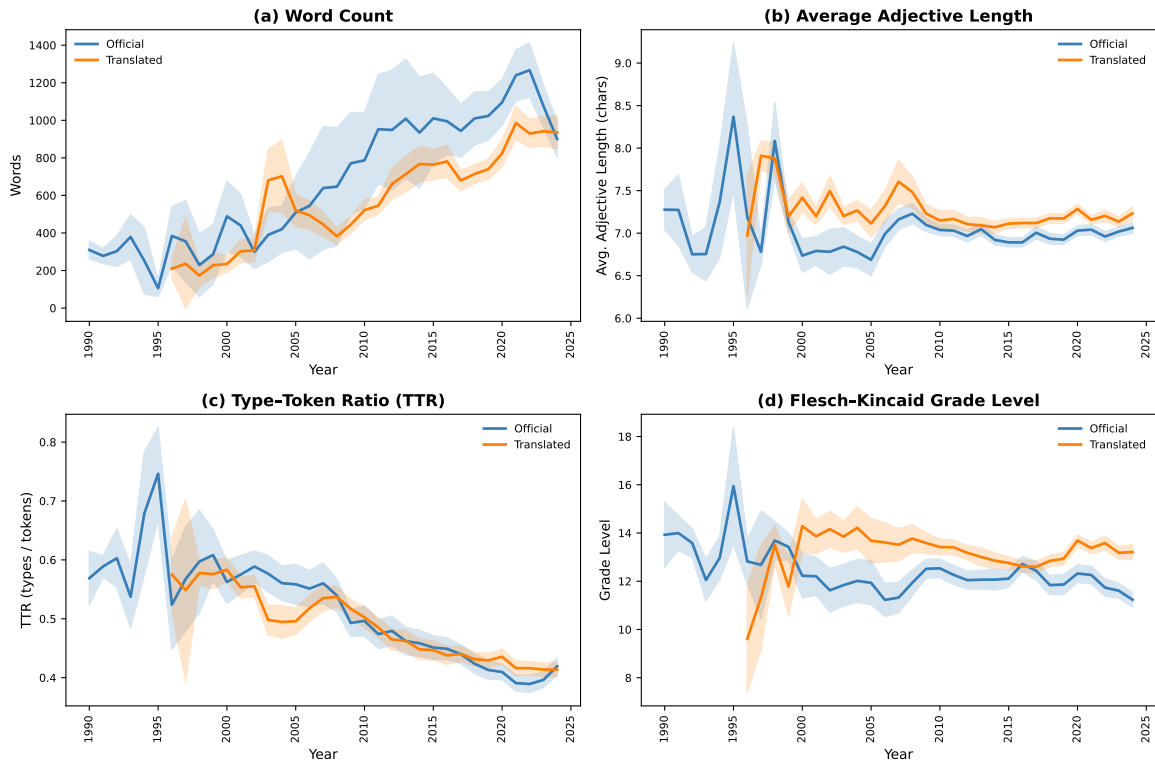 (a) Word Count
Official
Translated
1400
1200
1000
800
600
400
200
0
Words
1990
1995
2000
2005
2010
2015
2020
2025
Year
(b) Average Adjective Length
Official
Translated
9.0
8.5
8.0
7.5
7.0
6.5
6.0
Avg. Adjective Length (chars)
1990
1995
2000
2005
2010
2015
2020
2025
Year
(c) Type–Token Ratio (TTR)
Official
Translated
0.8
0.7
0.6
0.5
0.4
TTR (types / tokens)
1990
1995
2000
2005
2010
2015
2020
2025
Year
(d) Flesch–Kincaid Grade Level
Official
Translated
18
16
14
12
10
8
Grade Level
1990
1995
2000
2005
2010
2015
2020
2025
Year